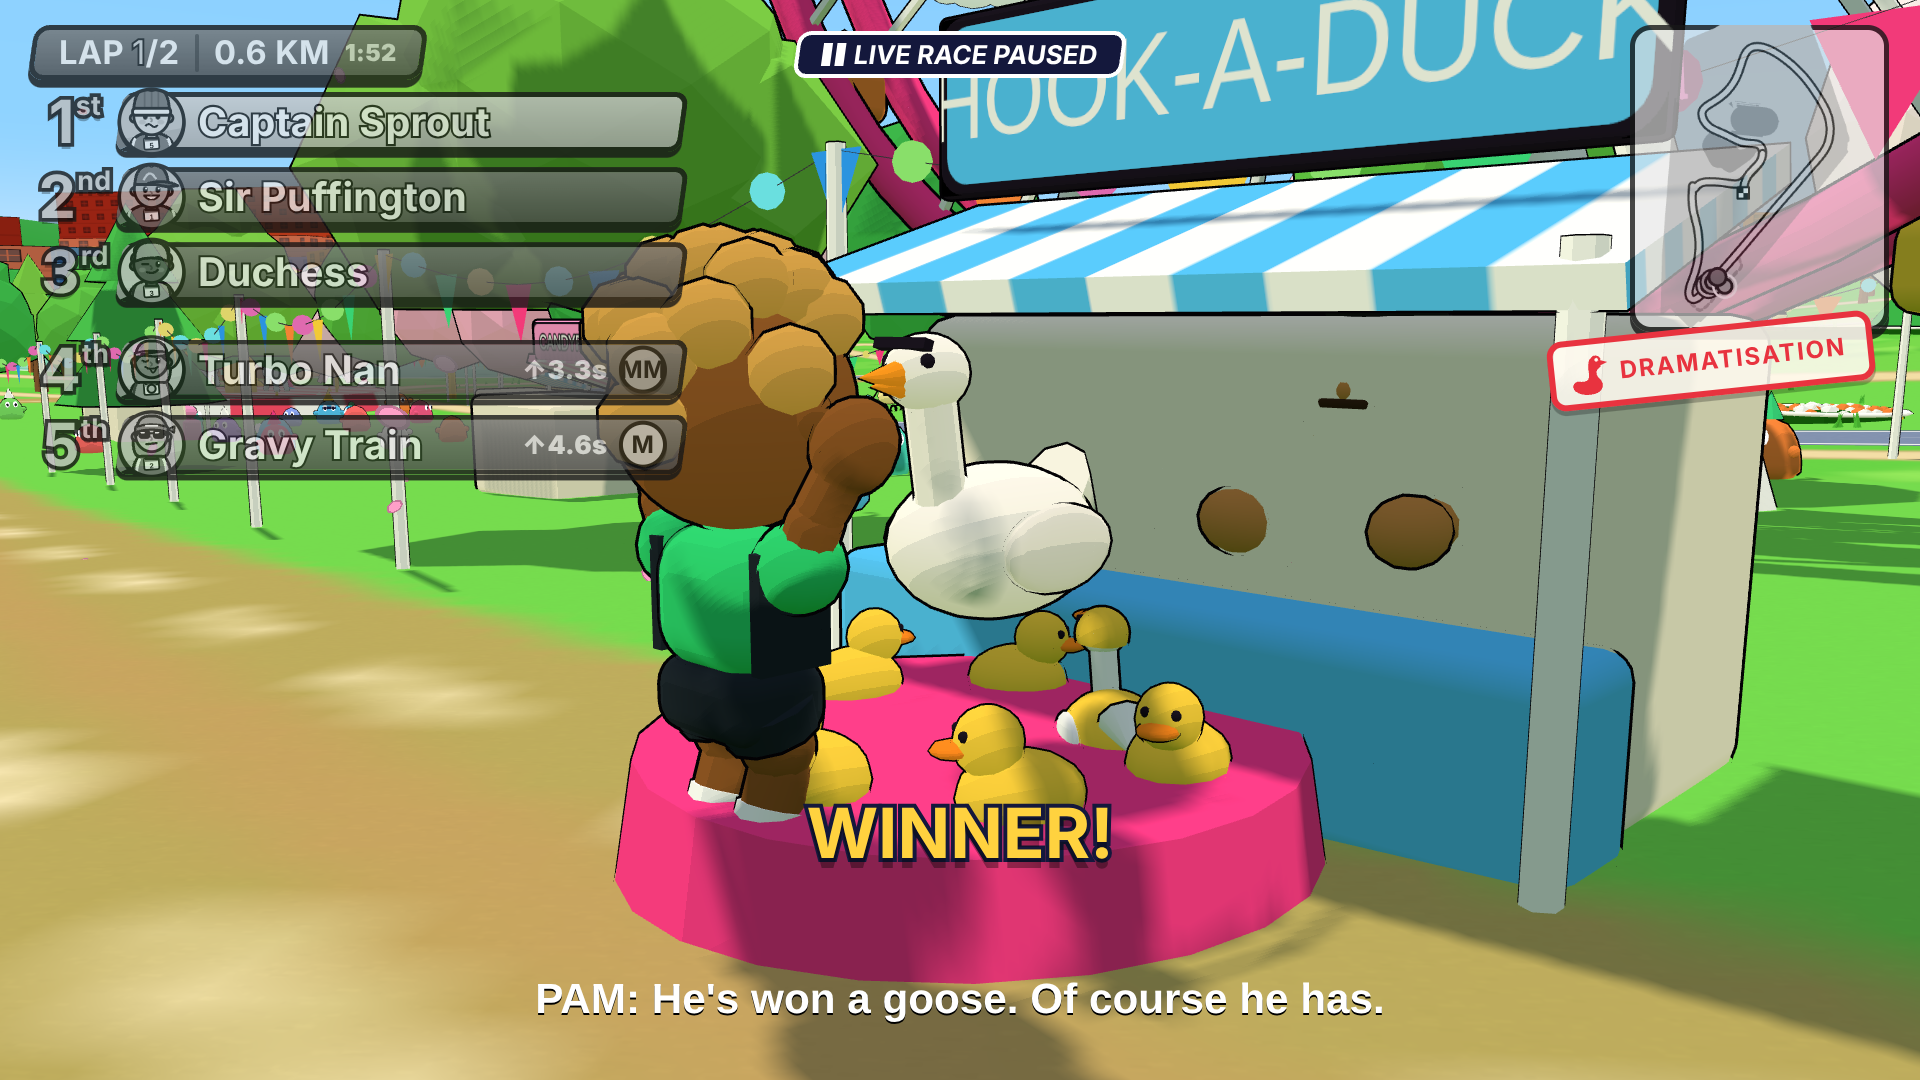 LAP 1/2 0.6 KM 1:52
LIVE RACE PAUSED
HOOK-A-DUCK
1st Captain Sprout
2nd Sir Puffington
3rd Duchess
4th Turbo Nan ↑3.3s MM
5th Gravy Train ↑4.6s M
DRAMATISATION
WINNER!
PAM: He's won a goose. Of course he has.